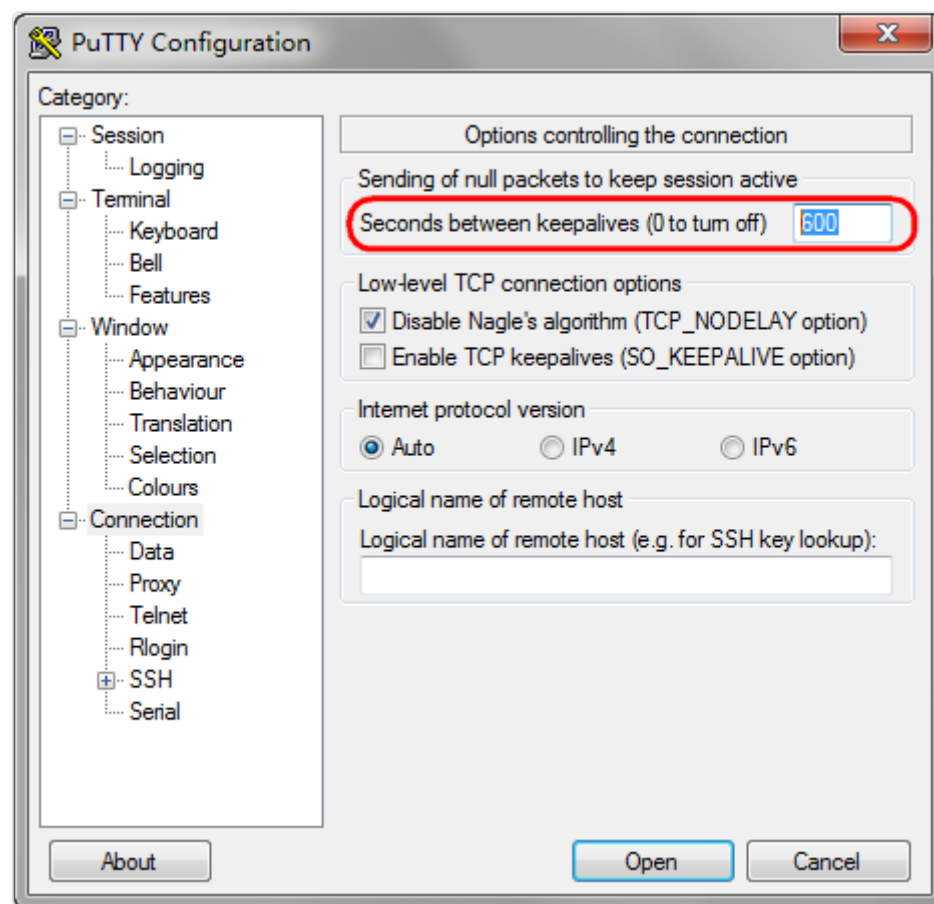 PuTTY Configuration
Category:
Session
Logging
Terminal
Keyboard
Bell
Features
Window
Appearance
Behaviour
Translation
Selection
Colours
Connection
Data
Proxy
Telnet
Rlogin
SSH
Serial
Options controlling the connection
Sending of null packets to keep session active
Seconds between keepalives (0 to turn off) 600
Low-level TCP connection options
Disable Nagle's algorithm (TCP_NODELAY option)
Enable TCP keepalives (SO_KEEPALIVE option)
Internet protocol version
Auto IPv4 IPv6
Logical name of remote host
Logical name of remote host (e.g. for SSH key lookup):
About Open Cancel